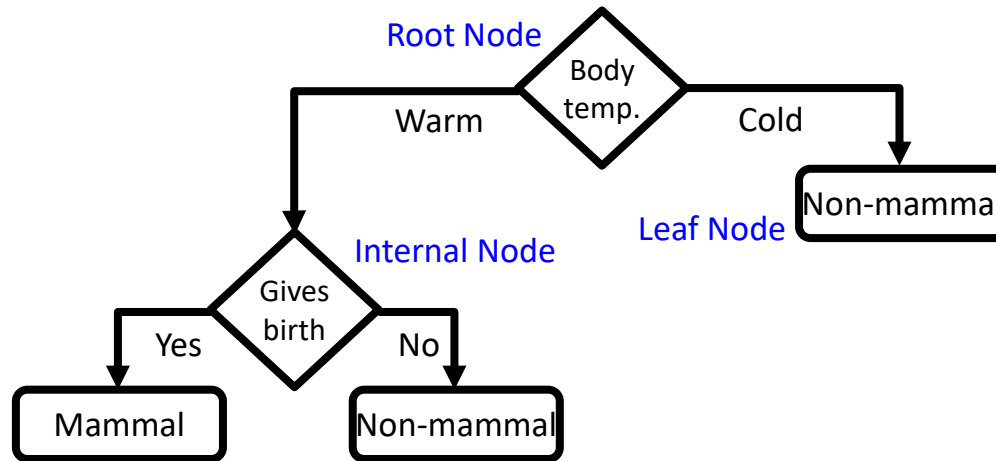 Root Node
Body
temp.
Warm
Cold
Non-mamma
Leaf Node
Internal Node
Gives
birth
Yes
No
Mammal
Non-mammal